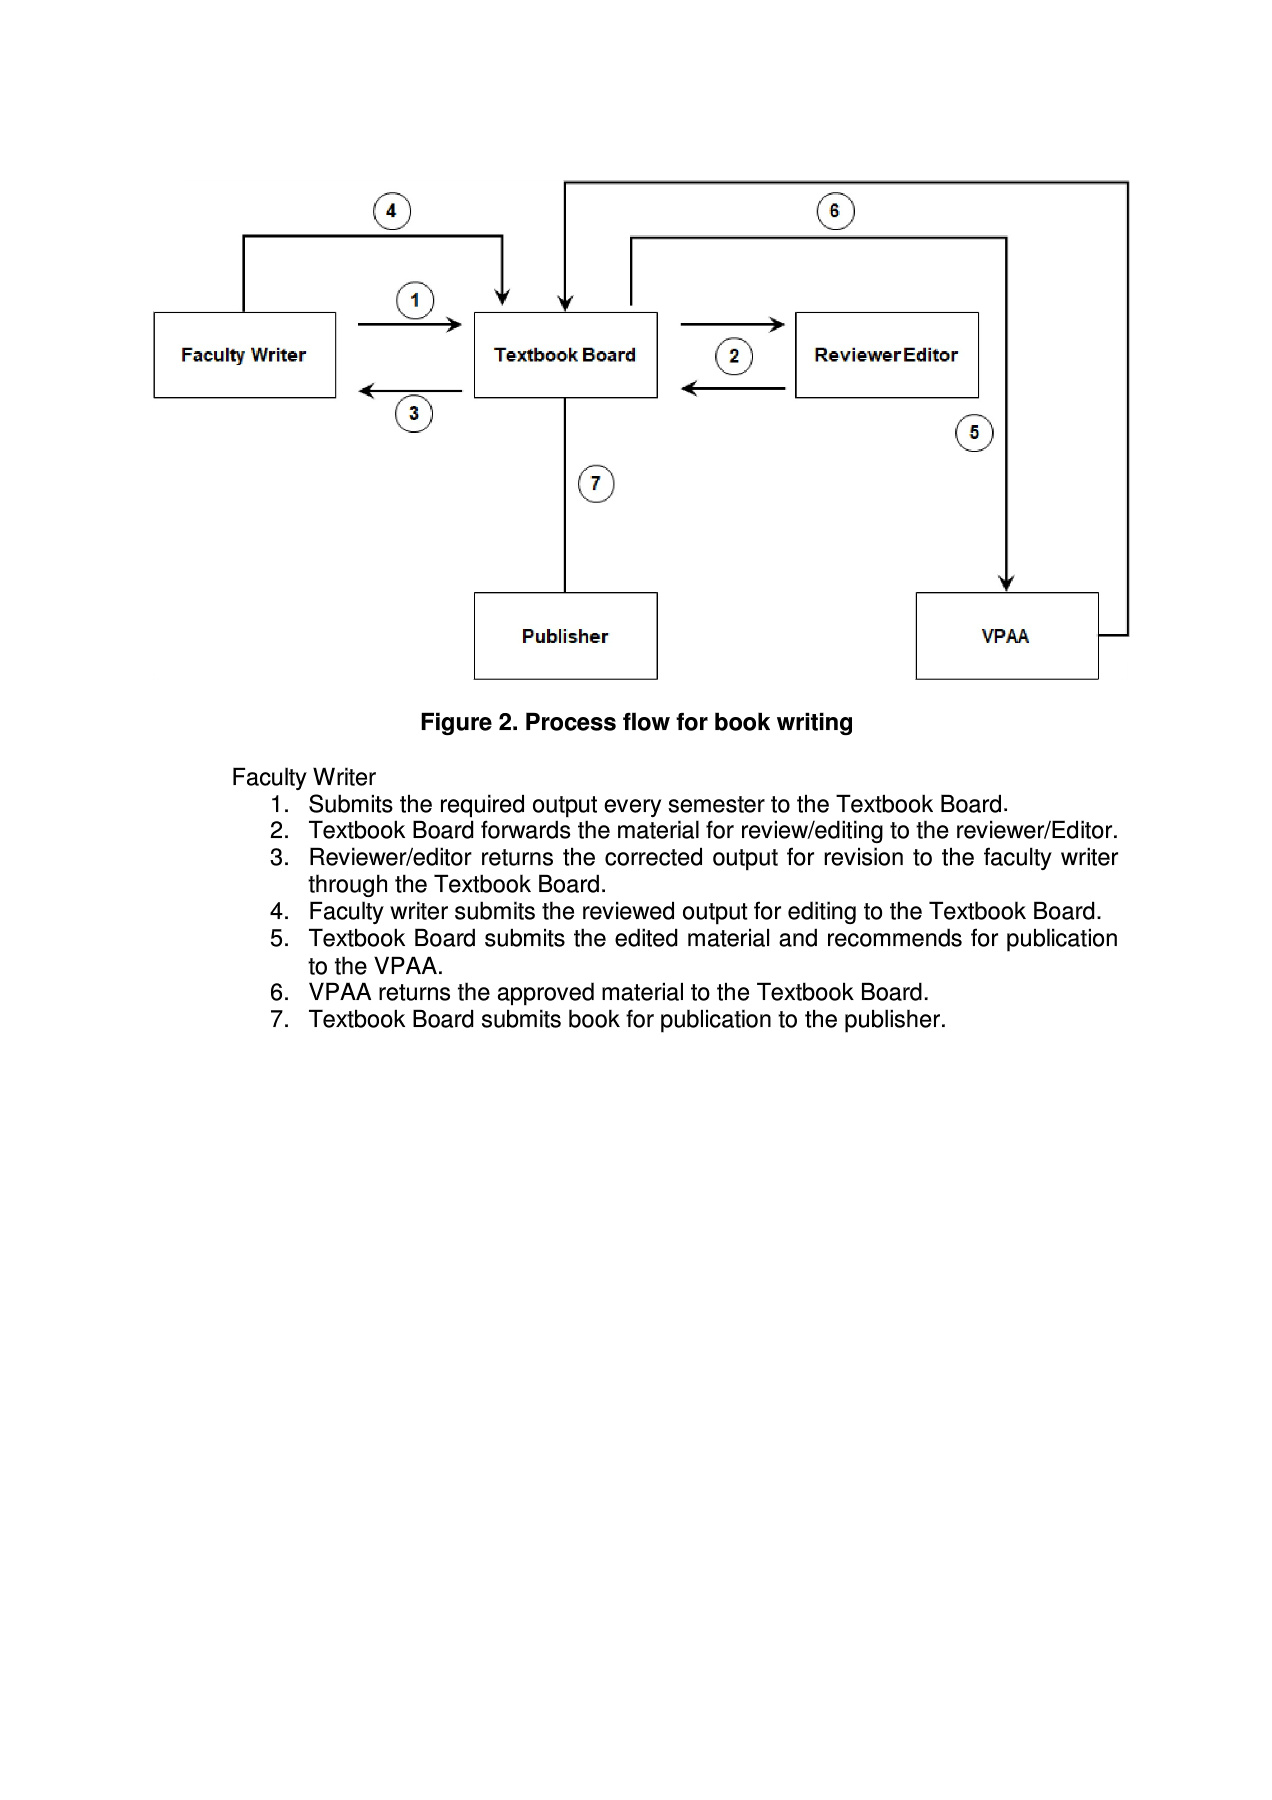 4
6
1
Faculty Writer
Textbook Board
Reviewer Editor
2
3
5
7
Publisher
VPAA
Figure 2. Process flow for book writing
Faculty Writer
1. Submits the required output every semester to the Textbook Board.
2. Textbook Board forwards the material for review/editing to the reviewer/Editor.
3. Reviewer/editor returns the corrected output for revision to the faculty writer
through the Textbook Board.
4. Faculty writer submits the reviewed output for editing to the Textbook Board.
5. Textbook Board submits the edited material and recommends for publication
to the VPAA.
6. VPAA returns the approved material to the Textbook Board.
7. Textbook Board submits book for publication to the publisher.